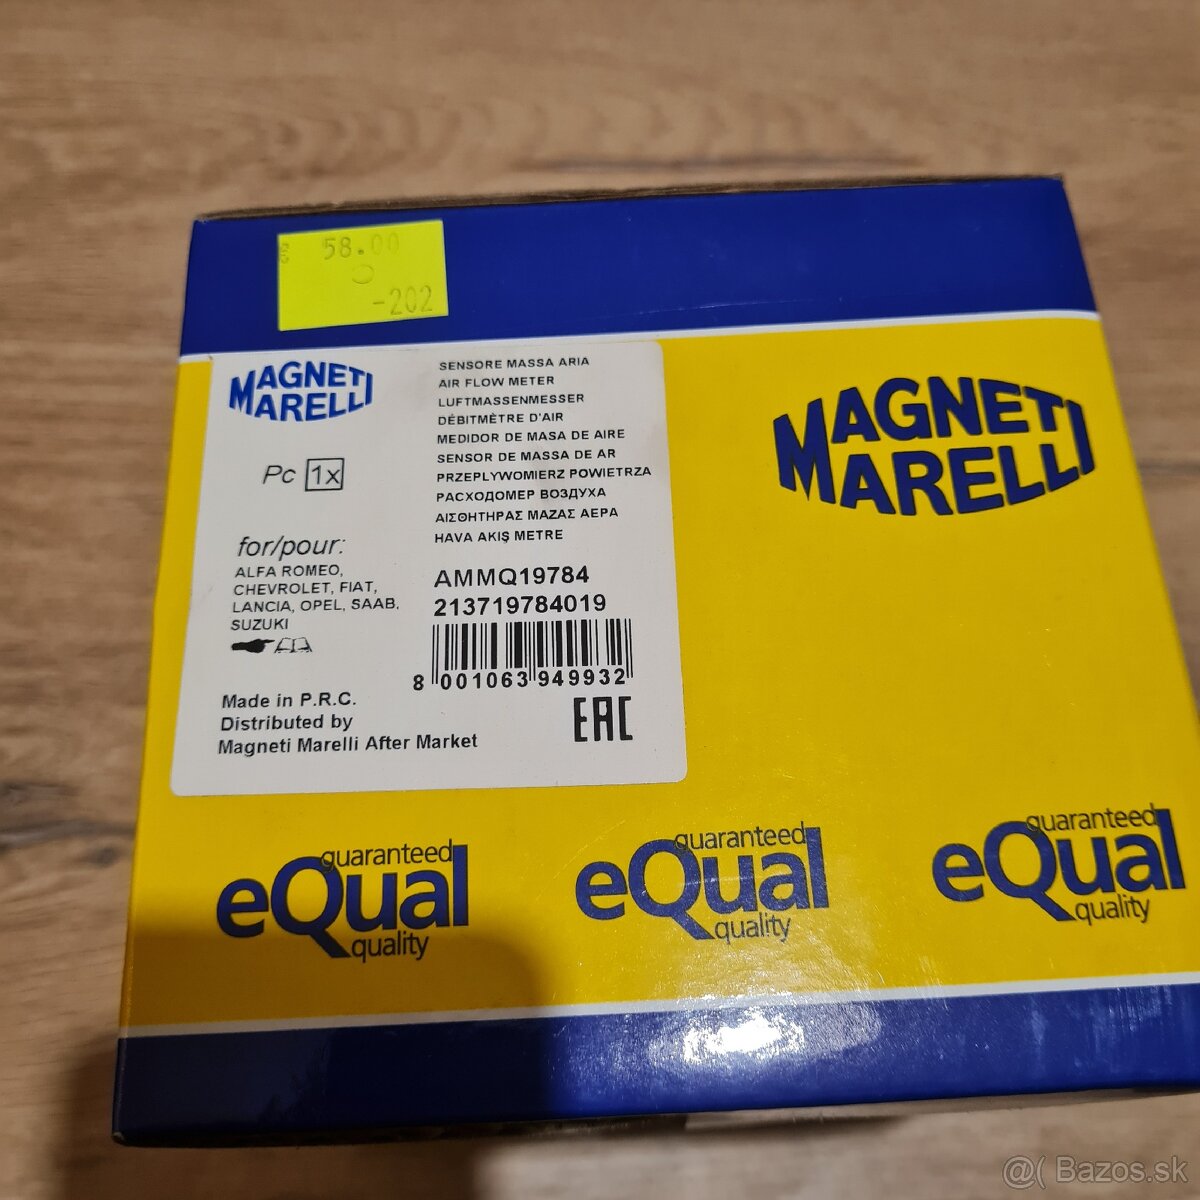 58.00
-202
MAGNETI
MARELLI
Pc 1x
for/pour:
ALFA ROMEO,
CHEVROLET, FIAT,
LANCIA, OPEL, SAAB,
SUZUKI
SENSORE MASSA ARIA
AIR FLOW METER
LUFTMASSENMESSER
DÉBITMÈTRE D'AIR
MEDIDOR DE MASA DE AIRE
SENSOR DE MASSA DE AR
PRZEPLYWOMIERZ POWIETRZA
РАСХОДОМЕР ВОЗДУХА
ΑΙΣΘΗΤΗΡΑΣ ΜΑΖΑΣ ΑΕΡΑ
HAVA AKIŞ METRE
AMMQ19784
213719784019
8 001063 949932
EAC
Made in P.R.C.
Distributed by
Magneti Marelli After Market
MAGNETI
MARELLI
guaranteed
eQual
quality
guaranteed
eQual
quality
guaranteed
eQual
quality
@( Bazos.sk